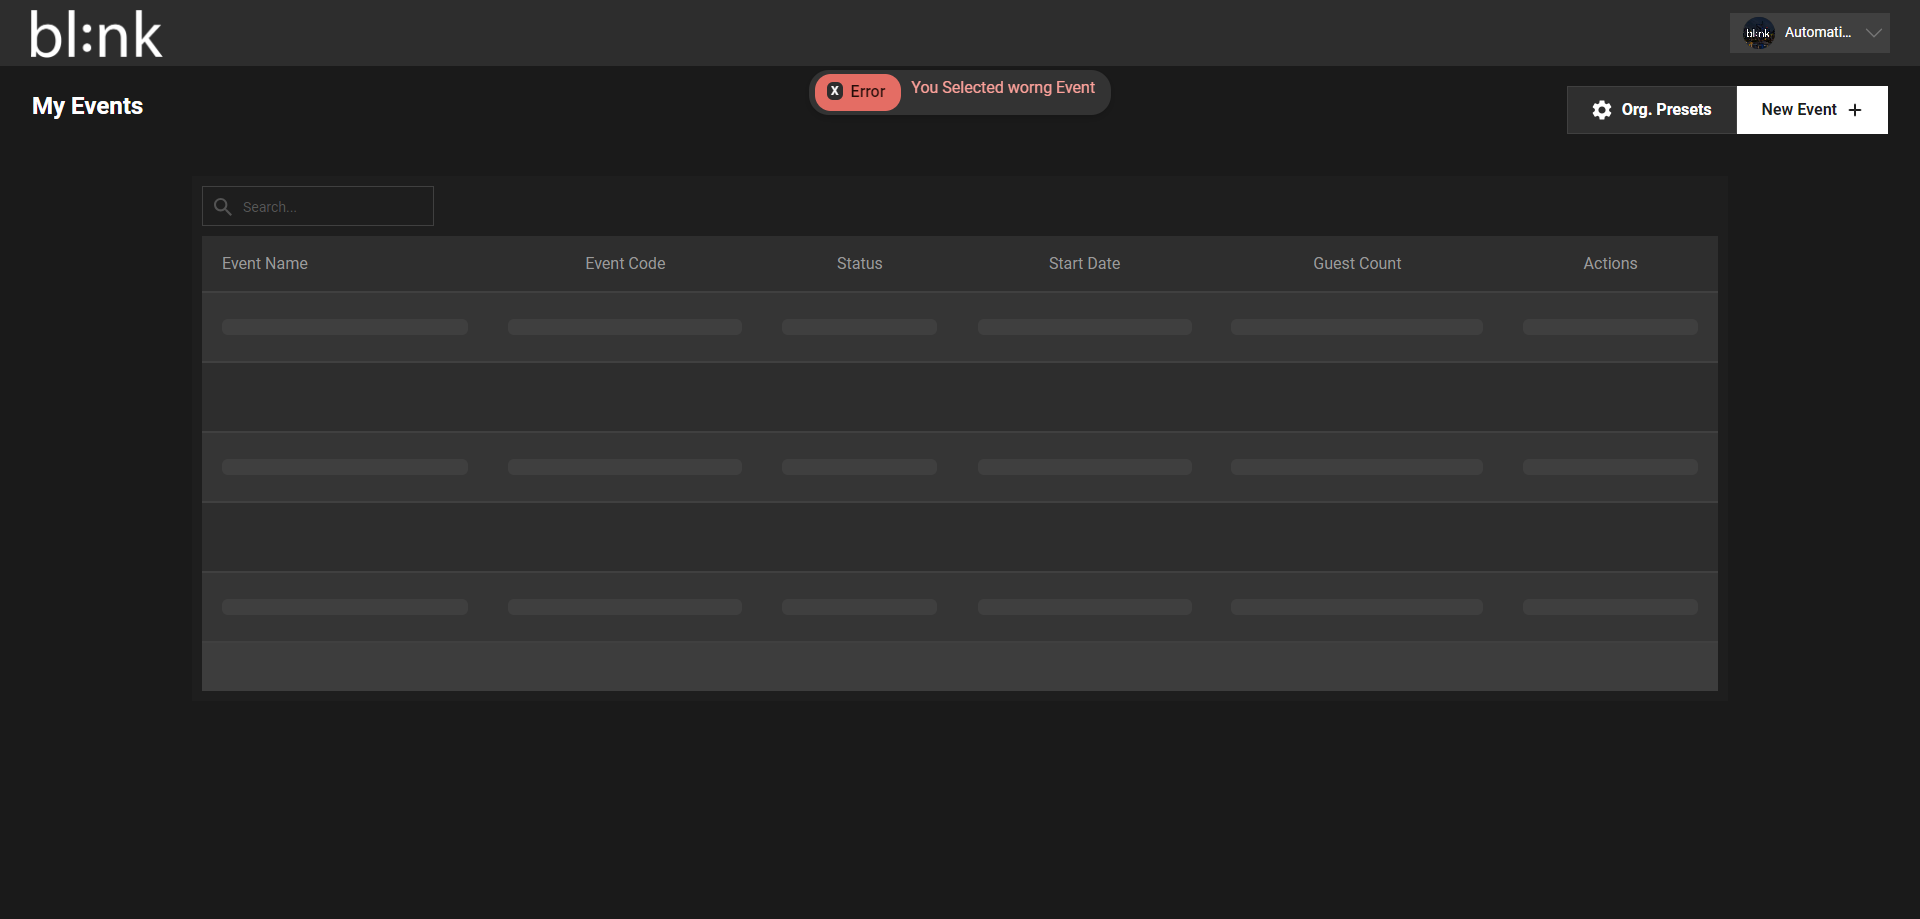 bl:nk
bl:nk
Automati...
X Error You Selected worng Event
My Events
Org. Presets
New Event +
Search...
Event Name Event Code Status Start Date Guest Count Actions